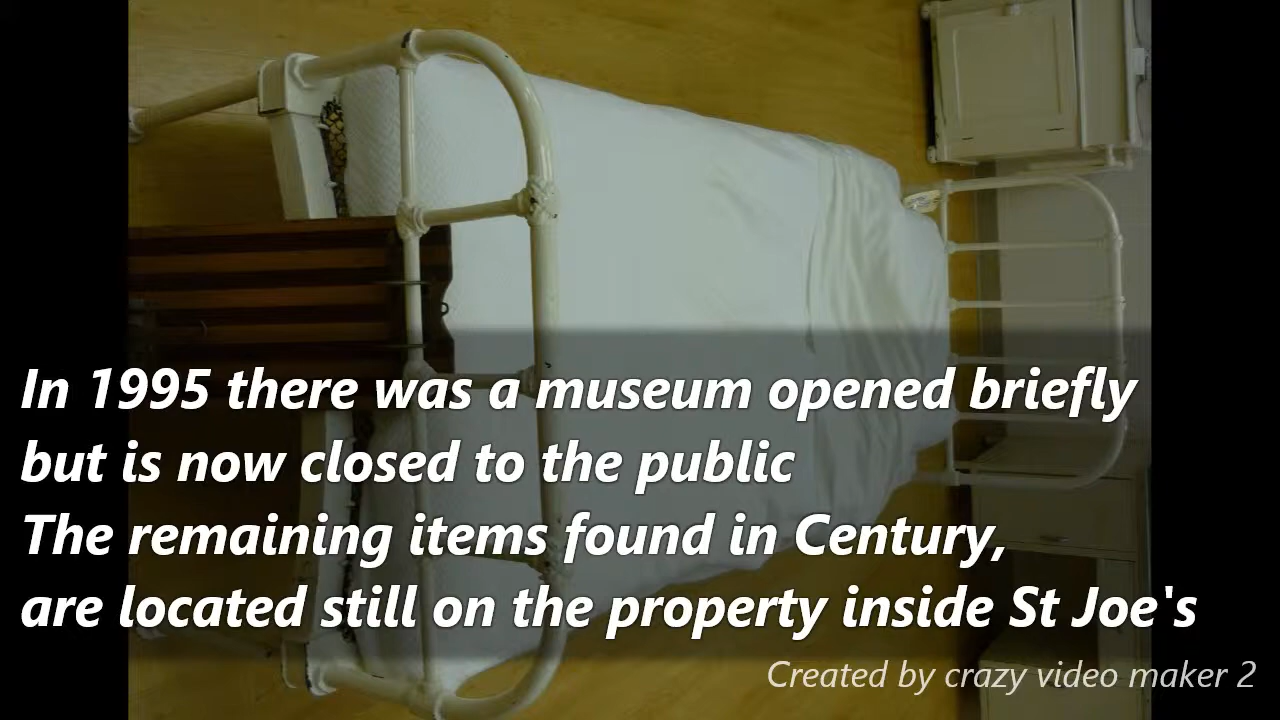 In 1995 there was a museum opened briefly
but is now closed to the public
The remaining items found in Century,
are located still on the property inside St Joe's
Created by crazy video maker 2